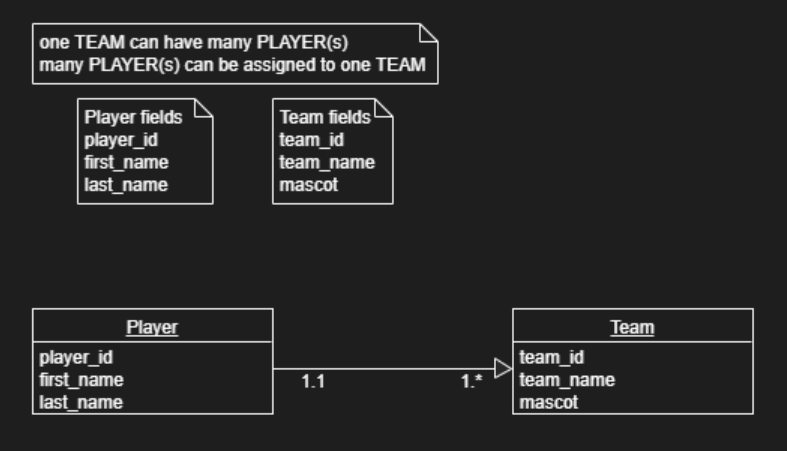 one TEAM can have many PLAYER(s)
many PLAYER(s) can be assigned to one TEAM
Player fields
player_id
first_name
last_name
Team fields
team_id
team_name
mascot
Player
player_id
first_name
last_name
1.1
1.*
Team
team_id
team_name
mascot